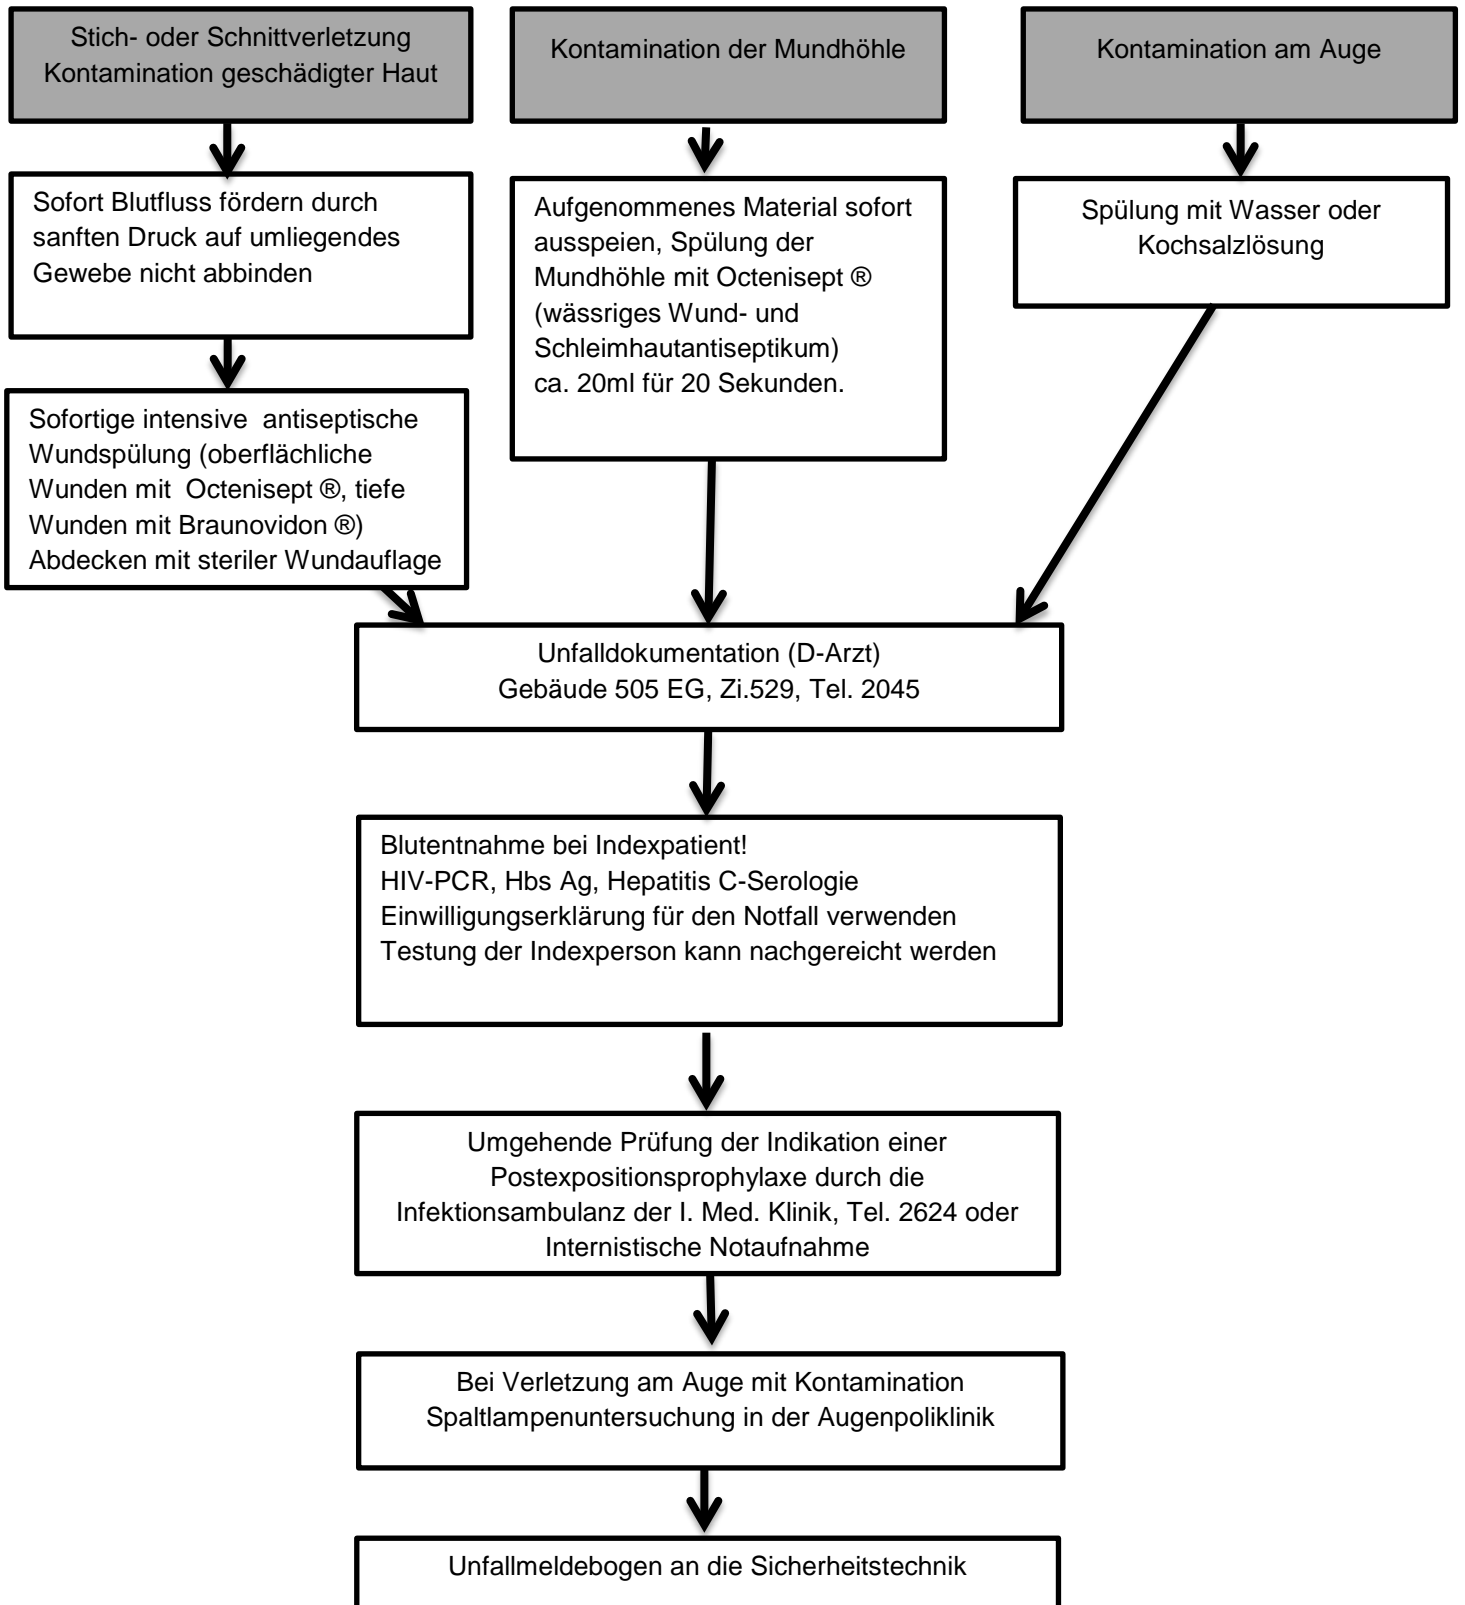 Stich- oder Schnittverletzung
Kontamination geschädigter Haut
Kontamination der Mundhöhle
Kontamination am Auge
Sofort Blutfluss fördern durch
sanften Druck auf umliegendes
Gewebe nicht abbinden
Aufgenommenes Material sofort
ausspeien, Spülung der
Mundhöhle mit Octenisept ®
(wässriges Wund- und
Schleimhautantiseptikum)
ca. 20ml für 20 Sekunden.
Spülung mit Wasser oder
Kochsalzlösung
Sofortige intensive  antiseptische
Wundspülung (oberflächliche
Wunden mit  Octenisept ®, tiefe
Wunden mit Braunovidon ®)
Abdecken mit steriler Wundauflage
Unfalldokumentation (D-Arzt)
Gebäude 505 EG, Zi.529, Tel. 2045
Blutentnahme bei Indexpatient!
HIV-PCR, Hbs Ag, Hepatitis C-Serologie
Einwilligungserklärung für den Notfall verwenden
Testung der Indexperson kann nachgereicht werden
Umgehende Prüfung der Indikation einer
Postexpositionsprophylaxe durch die
Infektionsambulanz der I. Med. Klinik, Tel. 2624 oder
Internistische Notaufnahme
Bei Verletzung am Auge mit Kontamination
Spaltlampenuntersuchung in der Augenpoliklinik
Unfallmeldebogen an die Sicherheitstechnik